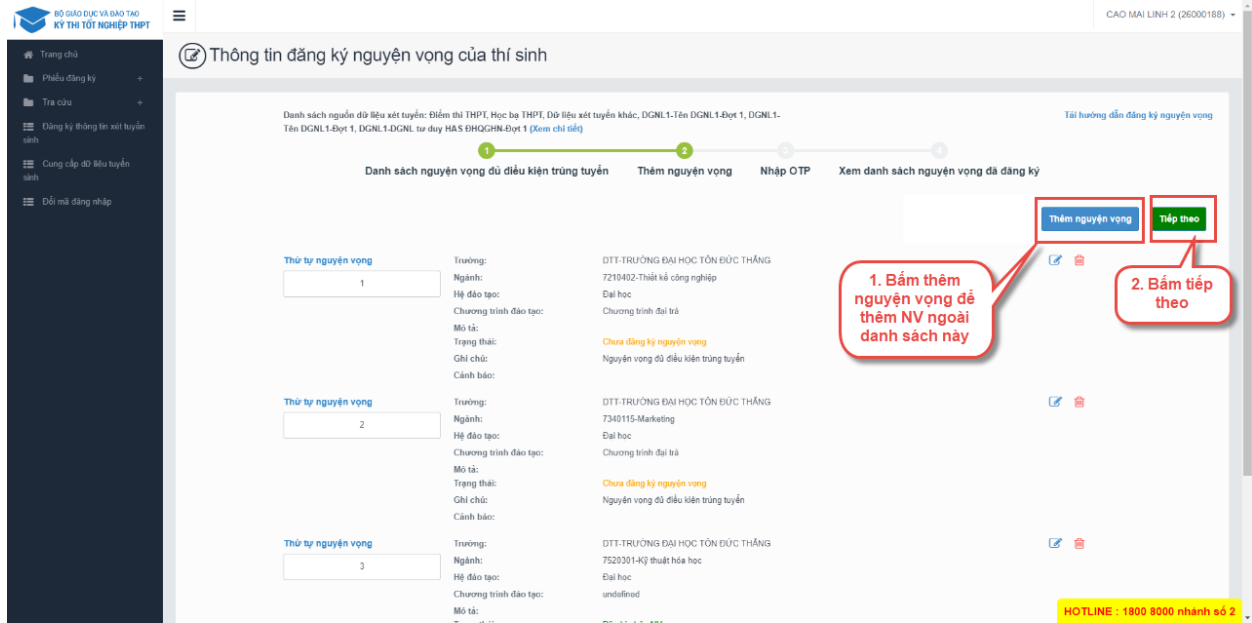 BỘ GIÁO DỤC VÀ ĐÀO TẠO
KỲ THI TỐT NGHIỆP THPT
CAO MAI LINH 2 (26000188)
Trang chủ
Phiếu đăng ký +
Tra cứu +
Đăng ký thông tin xét tuyển
sinh
Cung cấp dữ liệu tuyển
sinh
Đổi mã đăng nhập
Thông tin đăng ký nguyện vọng của thí sinh
Danh sách nguồn dữ liệu xét tuyển: Điểm thi THPT, Học bạ THPT, Dữ liệu xét tuyển khác, DGNL1-Tên DGNL1-Đợt 1, DGNL1-
Tên DGNL1-Đợt 1, DGNL1-DGNL tư duy HAS ĐHQGHN-Đợt 1 (Xem chi tiết)
Tải hướng dẫn đăng ký nguyện vọng
1 2 3 4
Danh sách nguyện vọng đủ điều kiện trúng tuyển Thêm nguyện vọng Nhập OTP Xem danh sách nguyện vọng đã đăng ký
Thêm nguyện vọng Tiếp theo
1. Bấm thêm
nguyện vọng để
thêm NV ngoài
danh sách này
2. Bấm tiếp
theo
Thứ tự nguyện vọng
1
Trường: DTT-TRƯỜNG ĐẠI HỌC TÔN ĐỨC THẮNG
Ngành: 7210402-Thiết kế công nghiệp
Hệ đào tạo: Đại học
Chương trình đào tạo: Chương trình đại trà
Mô tả:
Trạng thái: Chưa đăng ký nguyện vọng
Ghi chú: Nguyện vọng đủ điều kiện trúng tuyển
Cảnh báo:
Thứ tự nguyện vọng
2
Trường: DTT-TRƯỜNG ĐẠI HỌC TÔN ĐỨC THẮNG
Ngành: 7340115-Marketing
Hệ đào tạo: Đại học
Chương trình đào tạo: Chương trình đại trà
Mô tả:
Trạng thái: Chưa đăng ký nguyện vọng
Ghi chú: Nguyện vọng đủ điều kiện trúng tuyển
Cảnh báo:
Thứ tự nguyện vọng
3
Trường: DTT-TRƯỜNG ĐẠI HỌC TÔN ĐỨC THẮNG
Ngành: 7520301-Kỹ thuật hóa học
Hệ đào tạo: Đại học
Chương trình đào tạo: undefined
Mô tả:
HOTLINE : 1800 8000 nhánh số 2